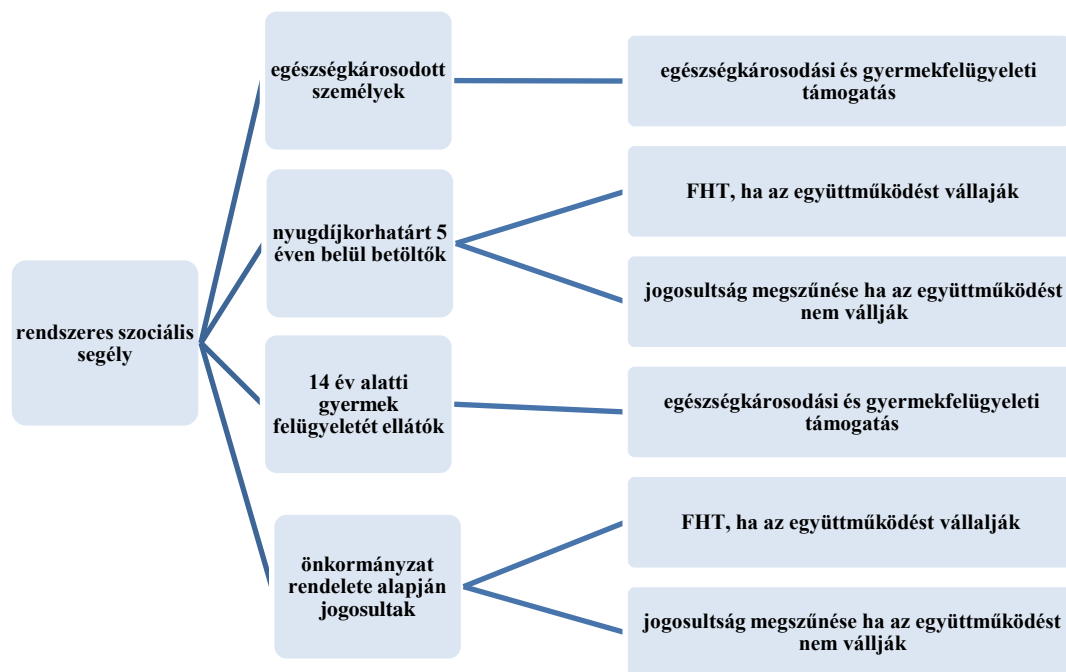 rendszeres szociális
segély
egészségkárosodott
személyek
egészségkárosodási és gyermekfelügyeleti
támogatás
nyugdíjkorhatárt 5
éven belül betöltők
FHT, ha az együttműködést vállaják
jogosultság megszűnése ha az együttműködést
nem vállják
14 év alatti
gyermek
felügyeletét ellátók
egészségkárosodási és gyermekfelügyeleti
támogatás
önkormányzat
rendelete alapján
jogosultak
FHT, ha az együttműködést vállalják
jogosultság megszűnése ha az együttműködést
nem vállják